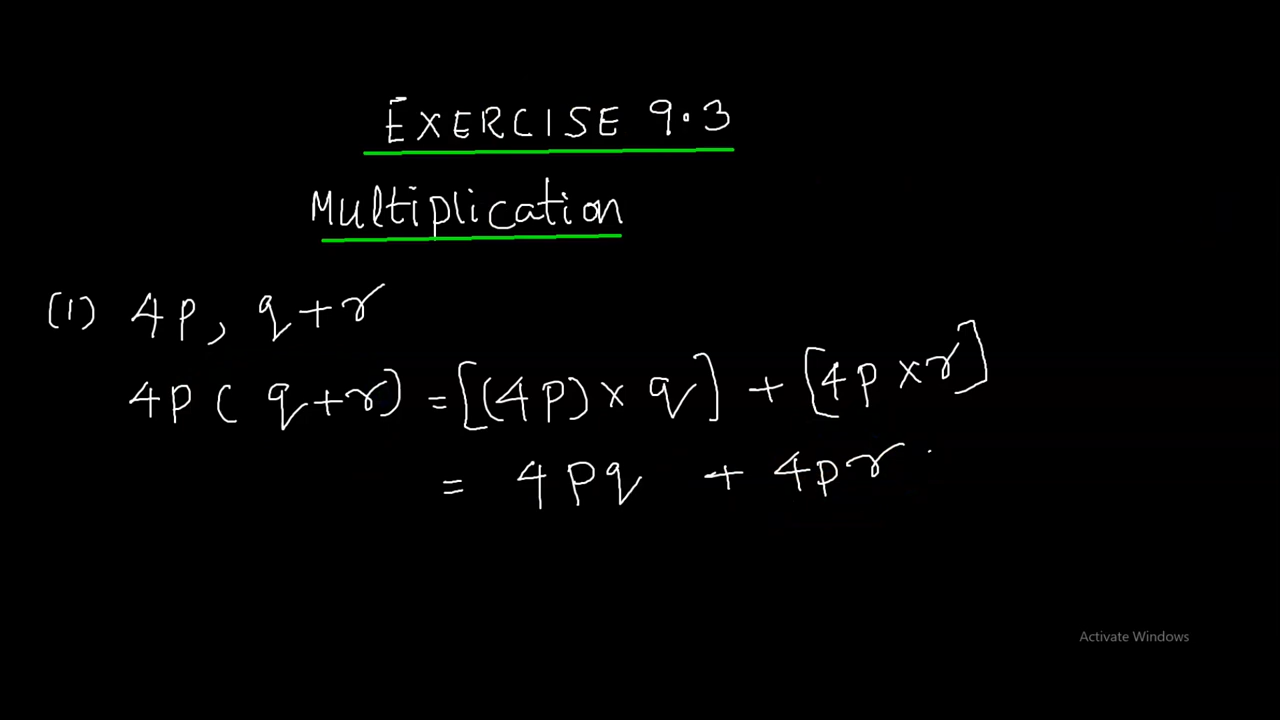 EXERCISE 9.3
Multiplication
(1) 4p, q+r
4p( q+r) = [(4p) x q] + [4p x r]
= 4pq + 4pr
Activate Windows